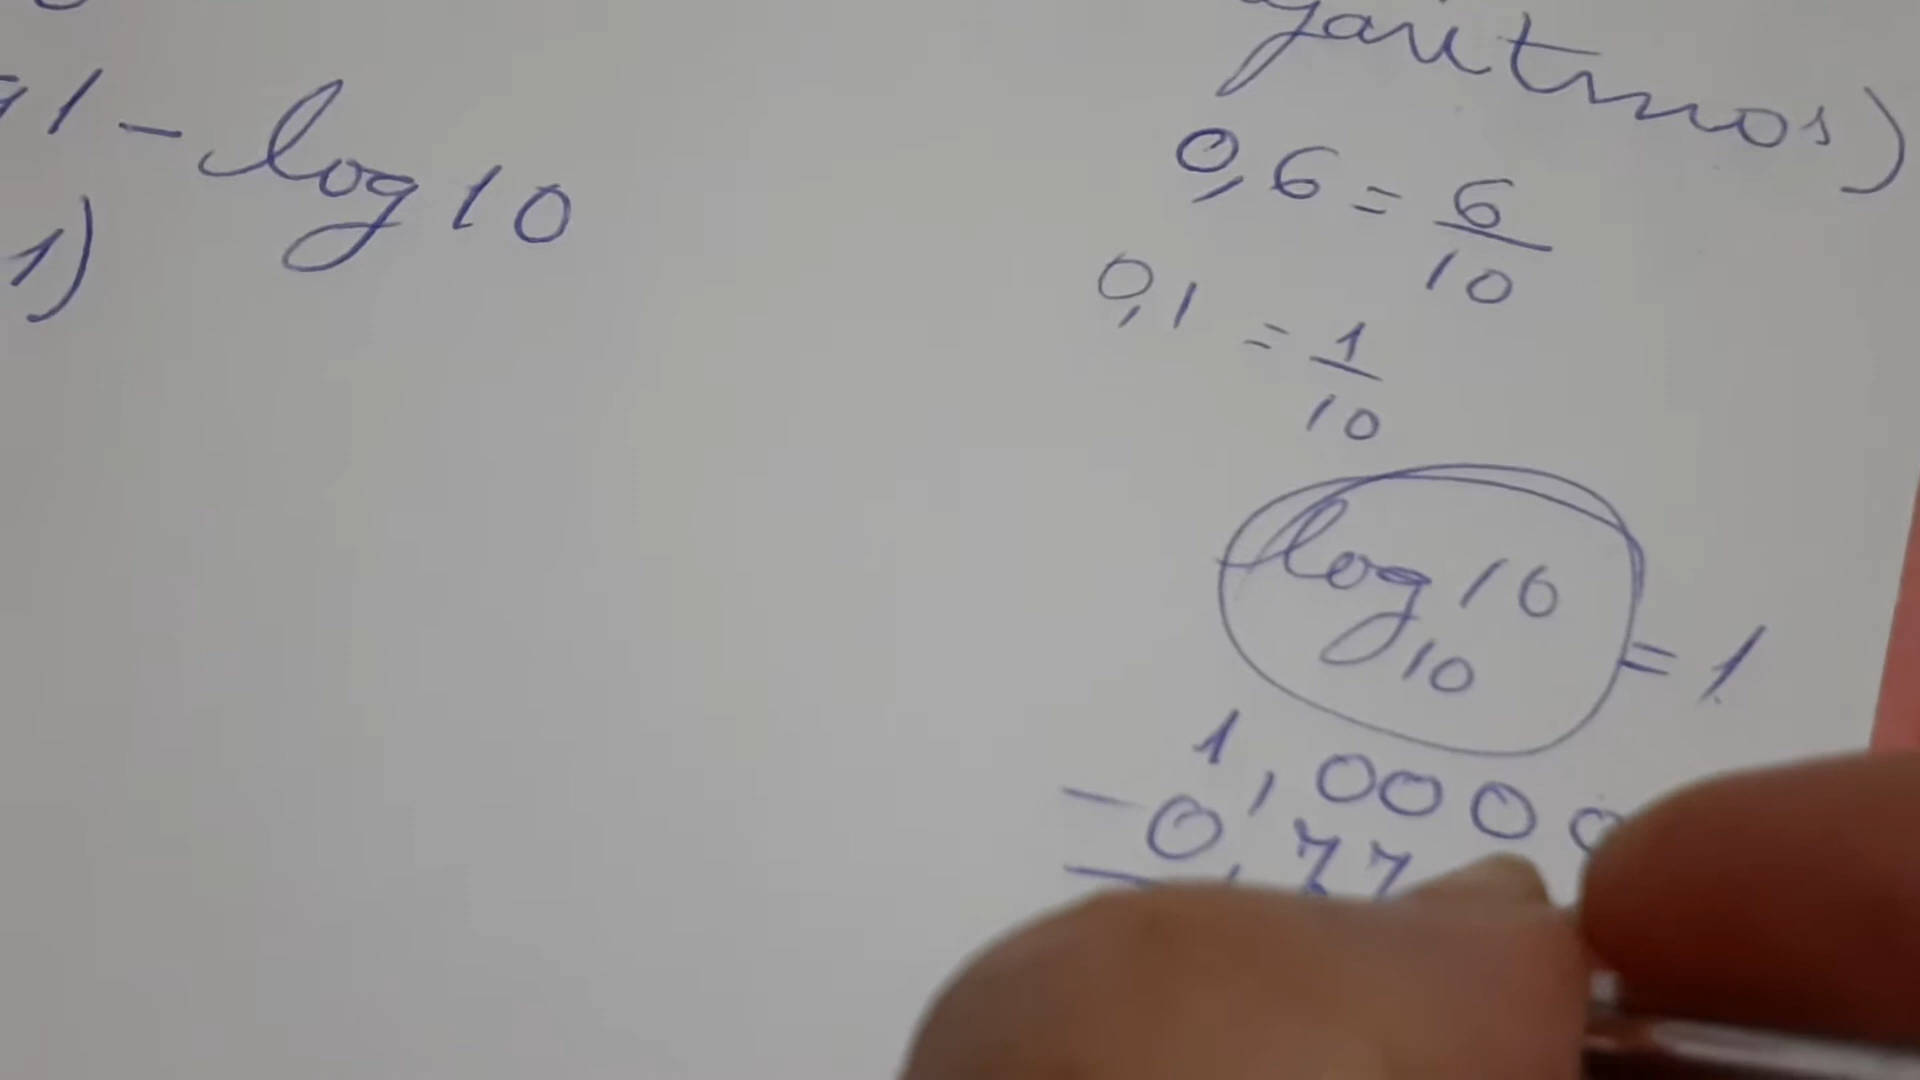 1 - log 10
1)
garitmos)
0,6 = 6/10
0,1 = 1/10
log 10 10 = 1
1,000
- 0,77